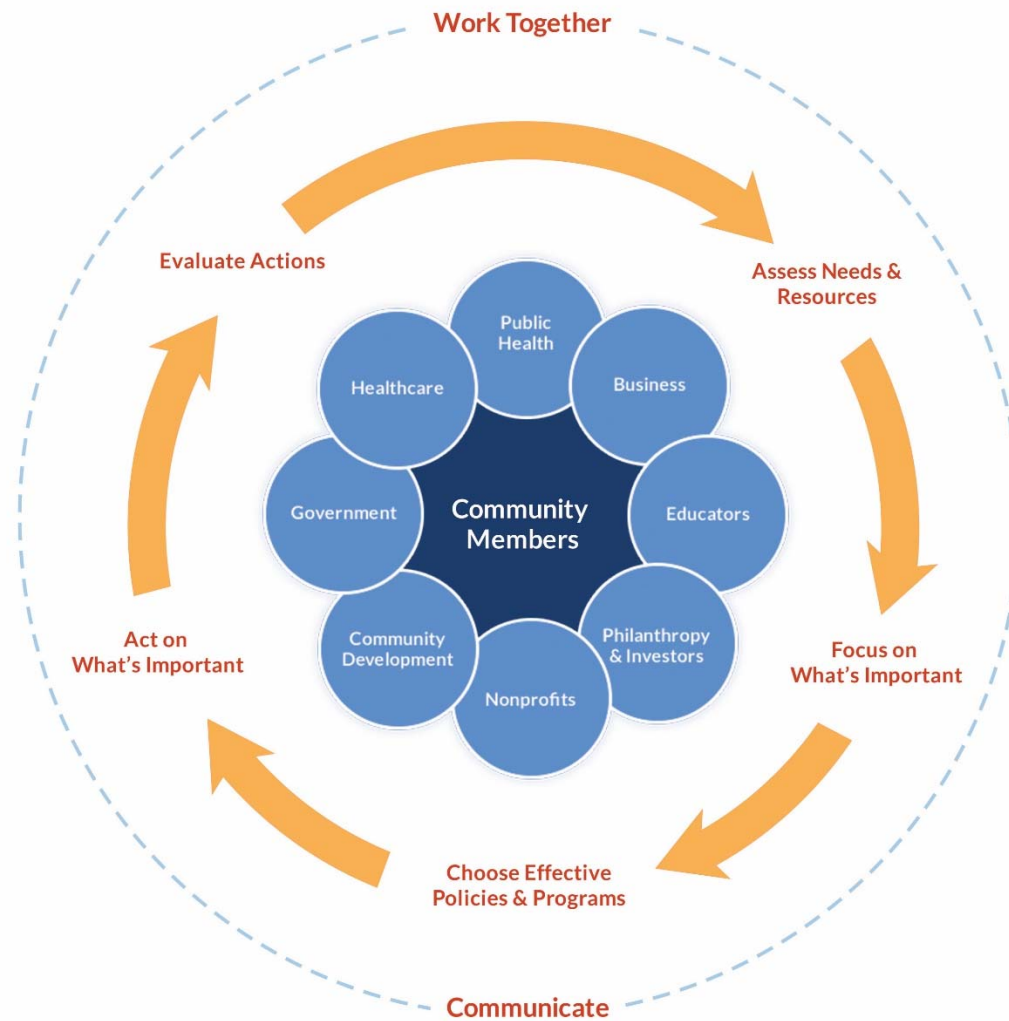 Work Together
Evaluate Actions
Assess Needs &
Resources
Public
Health
Healthcare
Business
Government
Community
Members
Educators
Act on
What’s Important
Community
Development
Philanthropy
& Investors
Focus on
What’s Important
Nonprofits
Choose Effective
Policies & Programs
Communicate